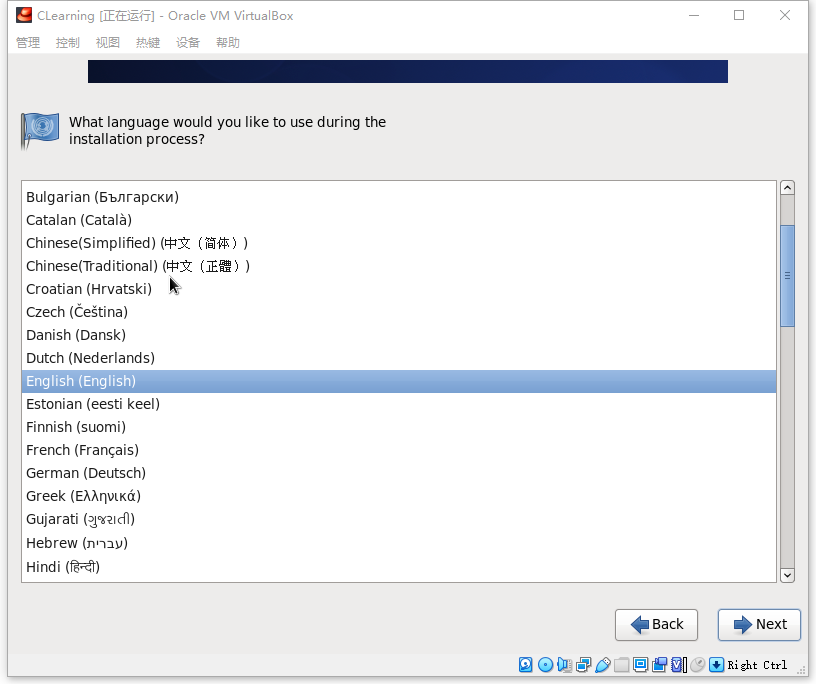 CLearning [正在运行] - Oracle VM VirtualBox
管理 控制 视图 热键 设备 帮助
What language would you like to use during the
installation process?
Bulgarian (Български)
Catalan (Català)
Chinese(Simplified) (中文（简体）)
Chinese(Traditional) (中文（正體）)
Croatian (Hrvatski)
Czech (Čeština)
Danish (Dansk)
Dutch (Nederlands)
English (English)
Estonian (eesti keel)
Finnish (suomi)
French (Français)
German (Deutsch)
Greek (Ελληνικά)
Gujarati (ગુજરાતી)
Hebrew (עברית)
Hindi (हिन्दी)
Back Next
Right Ctrl